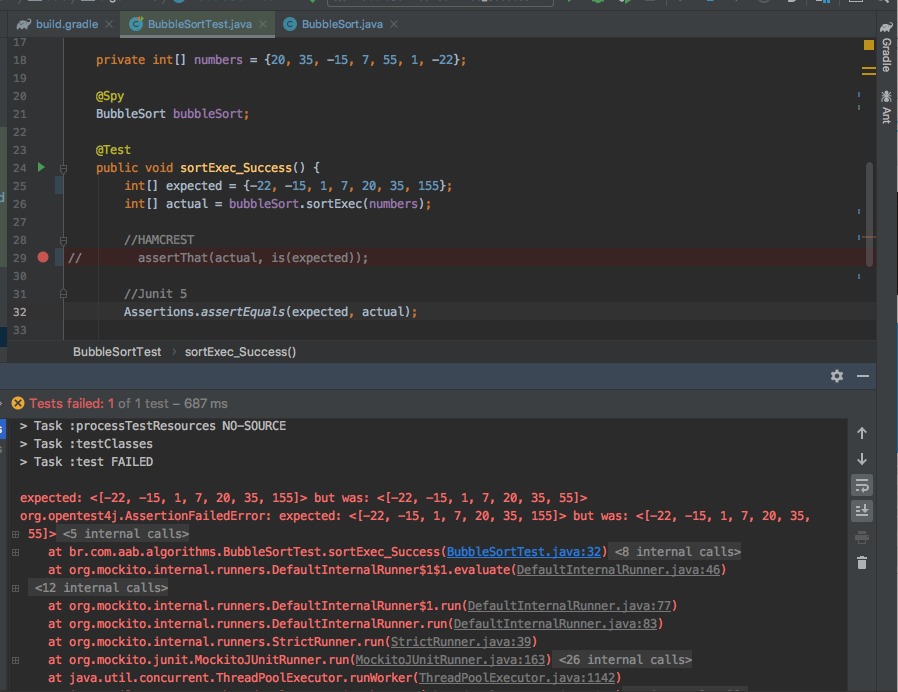 build.gradle BubbleSortTest.java BubbleSort.java
17
18 private int[] numbers = {20, 35, -15, 7, 55, 1, -22};
19
20 @Spy
21 BubbleSort bubbleSort;
22
23 @Test
24 public void sortExec_Success() {
25 int[] expected = {-22, -15, 1, 7, 20, 35, 155};
26 int[] actual = bubbleSort.sortExec(numbers);
27
28 //HAMCREST
29 // assertThat(actual, is(expected));
30
31 //Junit 5
32 Assertions.assertEquals(expected, actual);
33
Gradle
Ant
BubbleSortTest › sortExec_Success()
Tests failed: 1 of 1 test – 687 ms
> Task :processTestResources NO-SOURCE
> Task :testClasses
> Task :test FAILED
expected: <[-22, -15, 1, 7, 20, 35, 155]> but was: <[-22, -15, 1, 7, 20, 35, 55]>
org.opentest4j.AssertionFailedError: expected: <[-22, -15, 1, 7, 20, 35, 155]> but was: <[-22, -15, 1, 7, 20, 35,
55]> <5 internal calls>
at br.com.aab.algorithms.BubbleSortTest.sortExec_Success(BubbleSortTest.java:32) <8 internal calls>
at org.mockito.internal.runners.DefaultInternalRunner$1$1.evaluate(DefaultInternalRunner.java:46)
<12 internal calls>
at org.mockito.internal.runners.DefaultInternalRunner$1.run(DefaultInternalRunner.java:77)
at org.mockito.internal.runners.DefaultInternalRunner.run(DefaultInternalRunner.java:83)
at org.mockito.internal.runners.StrictRunner.run(StrictRunner.java:39)
at org.mockito.junit.MockitoJUnitRunner.run(MockitoJUnitRunner.java:163) <26 internal calls>
at java.util.concurrent.ThreadPoolExecutor.runWorker(ThreadPoolExecutor.java:1142)